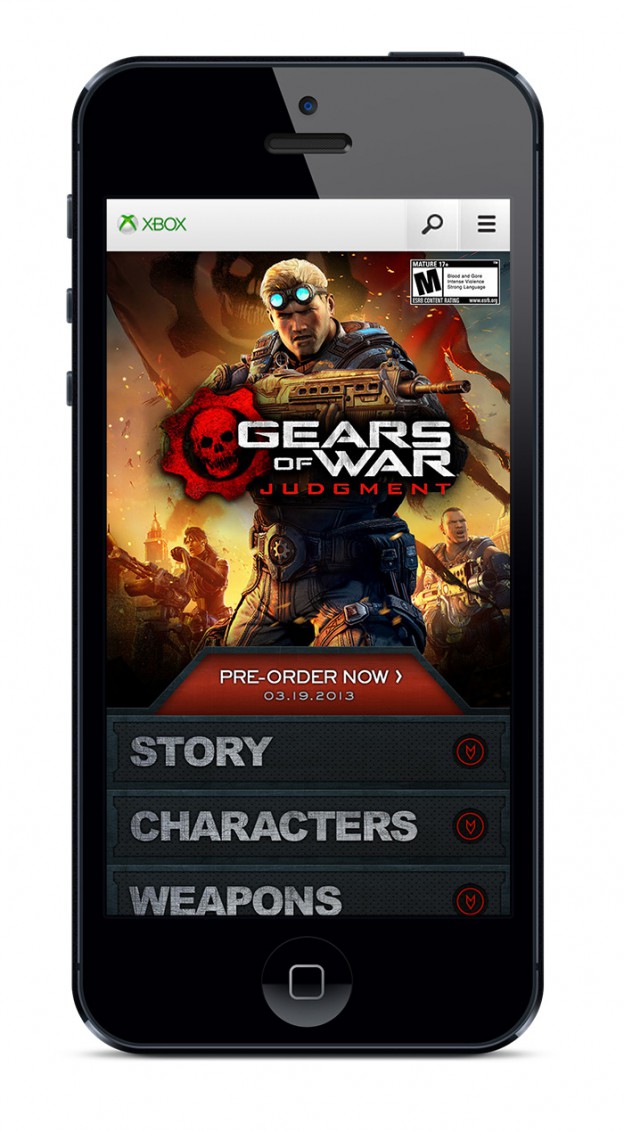 XBOX
MATURE 17+
M
Blood and Gore
Intense Violence
Strong Language
ESRB CONTENT RATING www.esrb.org
GEARS
OF WAR
JUDGMENT
PRE-ORDER NOW ›
03.19.2013
STORY
CHARACTERS
WEAPONS